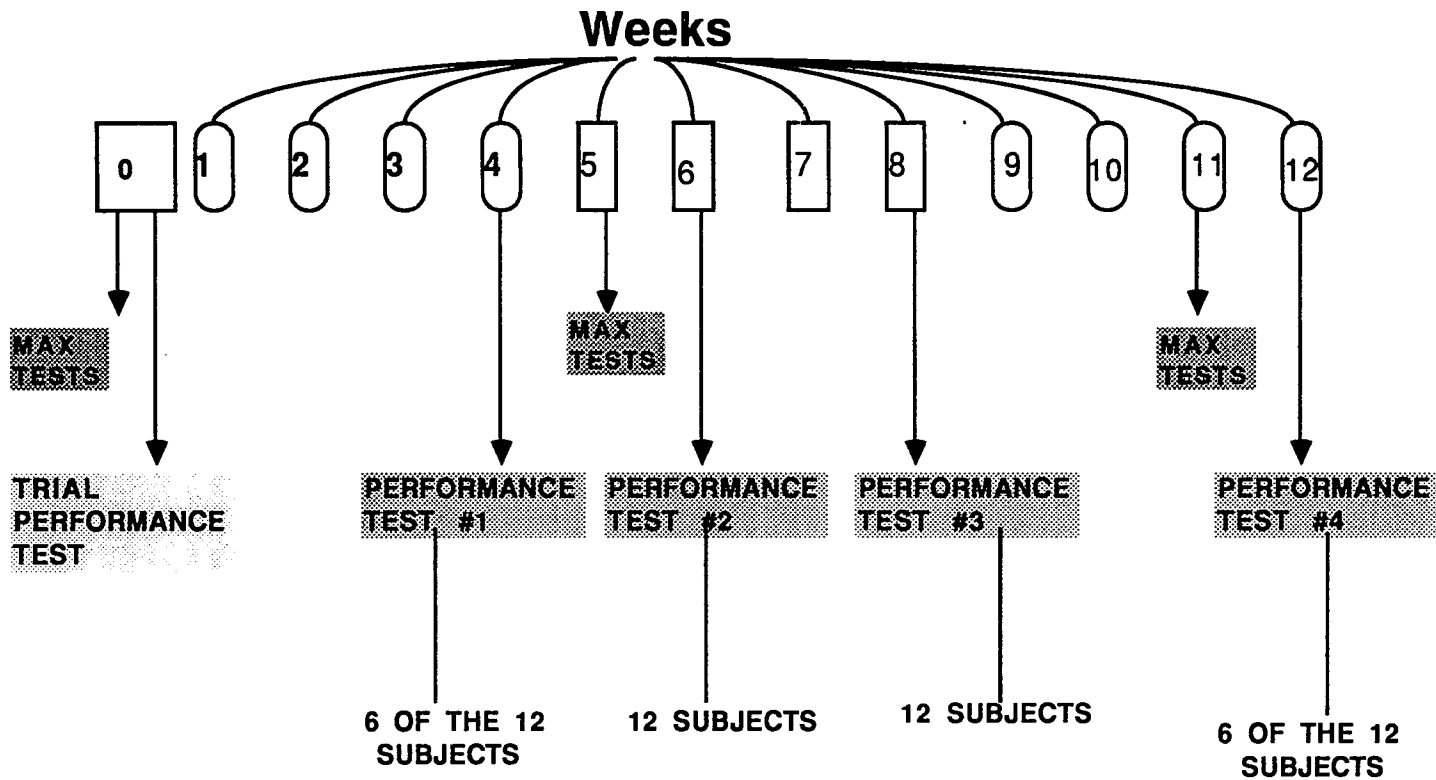 Weeks
0 1 2 3 4 5 6 7 8 9 10 11 12
MAX
TESTS
MAX
TESTS
MAX
TESTS
TRIAL
PERFORMANCE
TEST
PERFORMANCE
TEST #1
PERFORMANCE
TEST #2
PERFORMANCE
TEST #3
PERFORMANCE
TEST #4
6 OF THE 12
SUBJECTS
12 SUBJECTS
12 SUBJECTS
6 OF THE 12
SUBJECTS